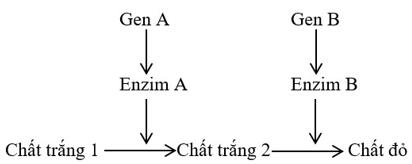 Gen A Gen B
Enzim A Enzim B
Chất trắng 1 Chất trắng 2 Chất đỏ